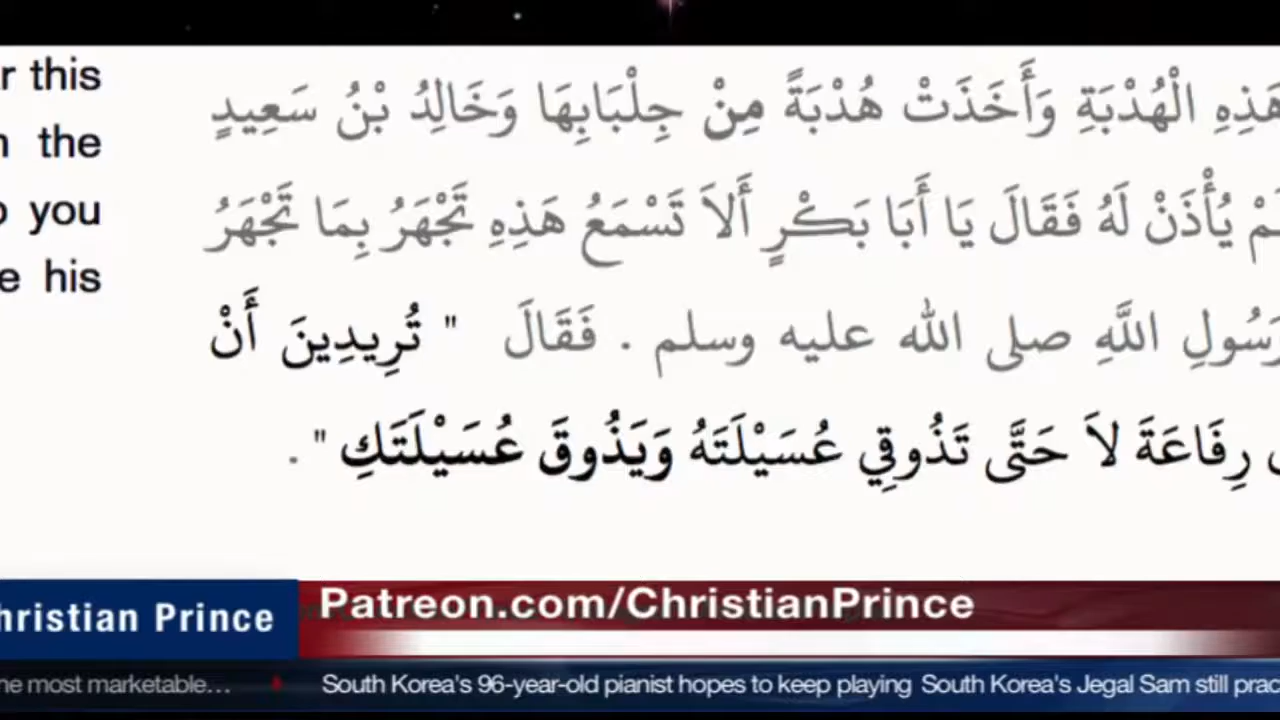 r this
the
you
his
الْهُدْبَةِ وَأَخَذَتْ هُدْبَةً مِنْ جِلْبَابِهَا وَخَالِدُ بْنُ سَعِيدٍ
يُؤْذَنْ لَهُ فَقَالَ يَا أَبَا بَكْرٍ أَلاَ تَسْمَعُ هَذِهِ تَجْهَرُ بِمَا تَجْهَرُ
رَسُولِ اللَّهِ صلى الله عليه وسلم . فَقَالَ " تُرِيدِينَ أَنْ
رِفَاعَةَ لاَ حَتَّى تَذُوقِي عُسَيْلَتَهُ وَيَذُوقَ عُسَيْلَتَكِ " .
hristian Prince
Patreon.com/ChristianPrince
he most marketable... South Korea's 96-year-old pianist hopes to keep playing South Korea's Jegal Sam still prac